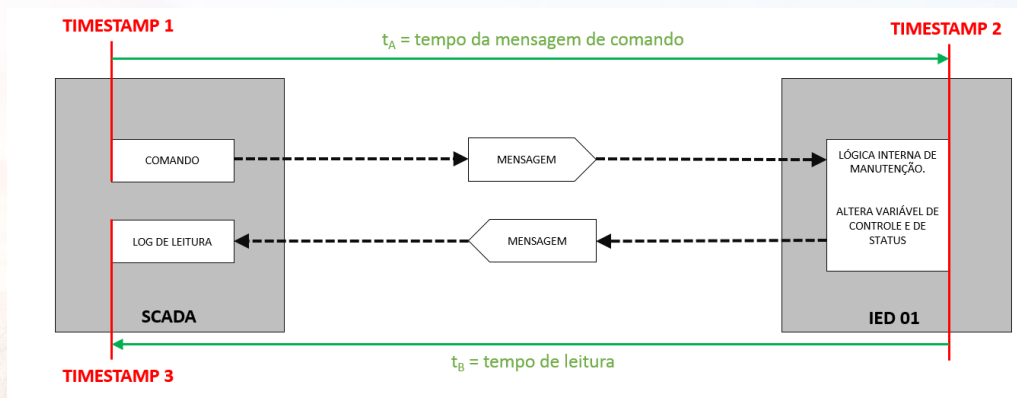 TIMESTAMP 1
TIMESTAMP 2
tA = tempo da mensagem de comando
COMANDO
MENSAGEM
LÓGICA INTERNA DE
MANUTENÇÃO.
ALTERA VARIÁVEL DE
CONTROLE E DE
STATUS
LOG DE LEITURA
MENSAGEM
SCADA
IED 01
tB = tempo de leitura
TIMESTAMP 3